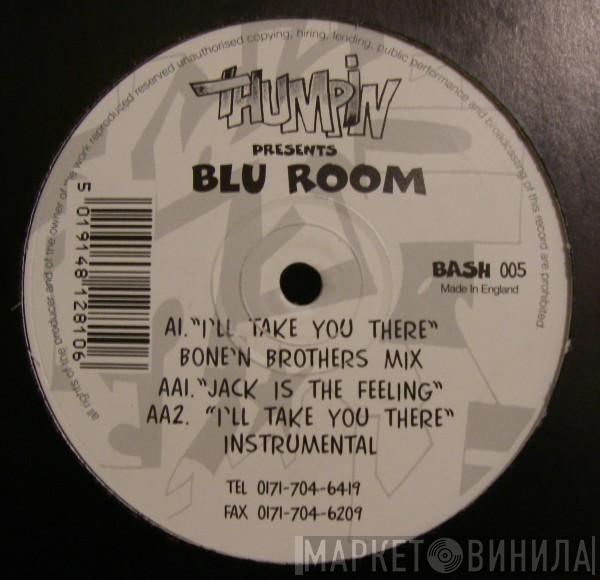 all rights of the producer and of the owner of the work reproduced reserved unauthorised copying, hiring, lending, public performance and broadcasting of this record are prohibited
THUMPIN
PRESENTS
BLU ROOM
5 019148 128106
BASH 005
Made In England
A1."I'LL TAKE YOU THERE"
BONE'N BROTHERS MIX
AA1."JACK IS THE FEELING"
AA2. "I'LL TAKE YOU THERE"
INSTRUMENTAL
TEL 0171-704-6419
FAX 0171-704-6209
МАРКЕТ ВИНИЛА